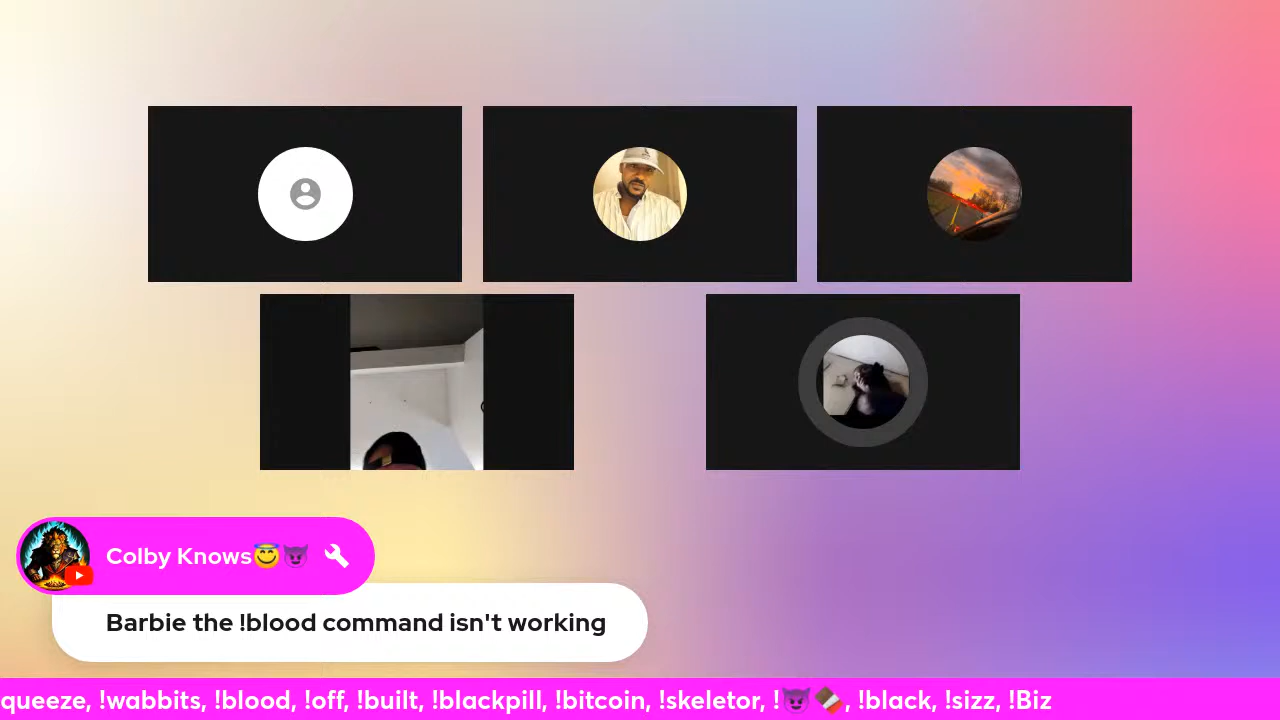 Colby Knows😇😈
Barbie the !blood command isn't working
queeze, !wabbits, !blood, !off, !built, !blackpill, !bitcoin, !skeletor, !😈🍫, !black, !sizz, !Biz